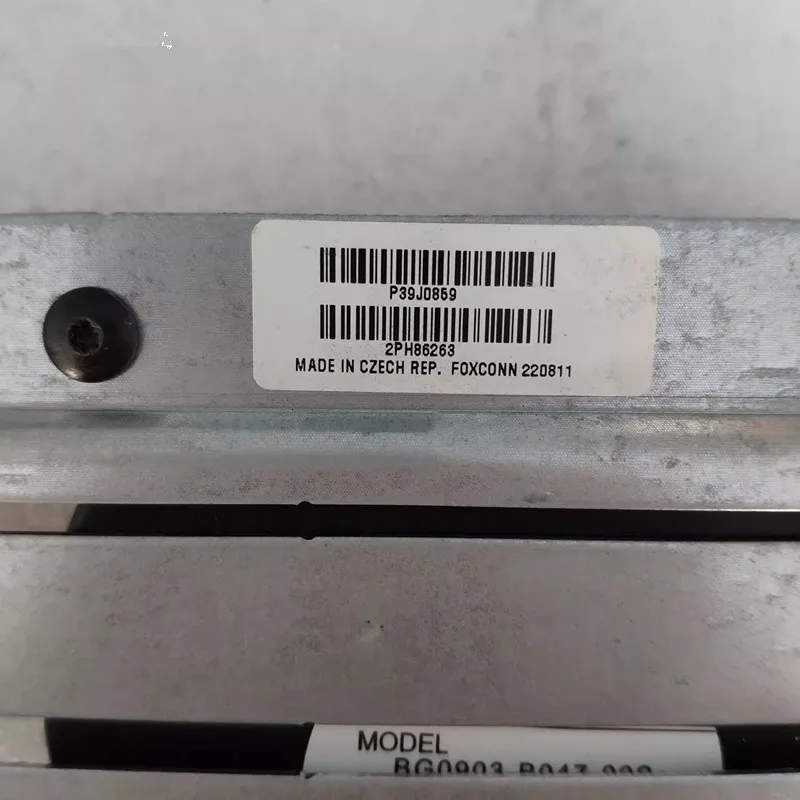 P39J0859
2PH86263
MADE IN CZECH REP. FOXCONN 220811
MODEL